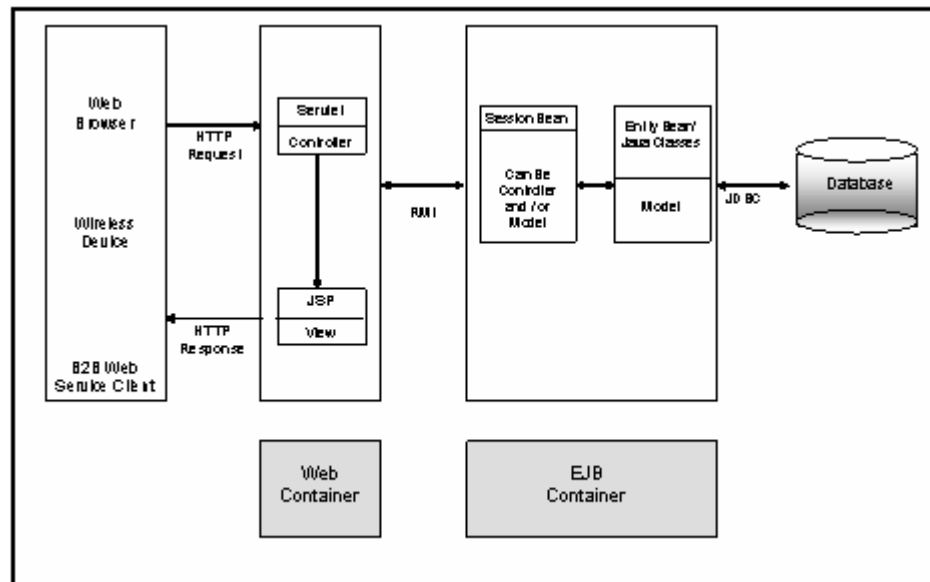 Web
Browser
Wireless
Device
B2B Web
Service Client
HTTP
Request
HTTP
Response
Servlet
Controller
JSP
View
RMI
Session Bean
Can Be
Controller
and / or
Model
Entity Bean/
Java Classes
Model
JDBC
Database
Web
Container
EJB
Container